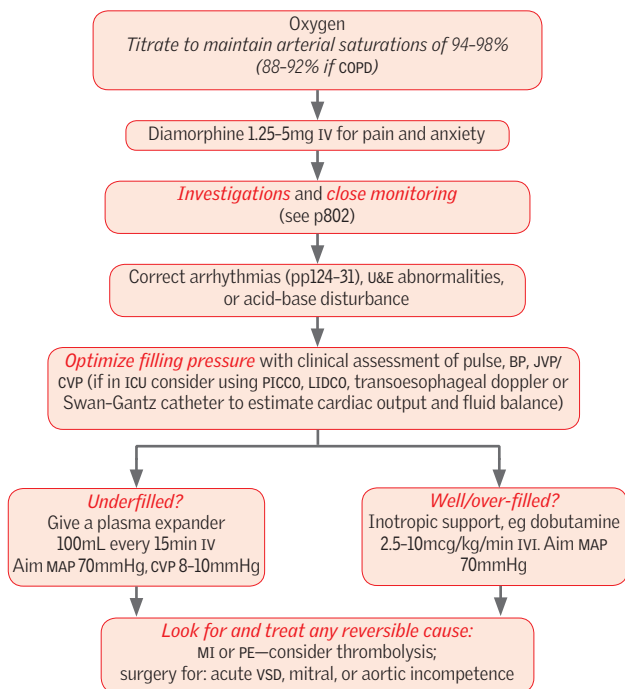 Oxygen
Titrate to maintain arterial saturations of 94–98%
(88–92% if COPD)
Diamorphine 1.25–5mg IV for pain and anxiety
Investigations and close monitoring
(see p802)
Correct arrhythmias (pp124–31), U&E abnormalities,
or acid-base disturbance
Optimize filling pressure with clinical assessment of pulse, BP, JVP/
CVP (if in ICU consider using PICCO, LIDCO, transoesophageal doppler or
Swan-Gantz catheter to estimate cardiac output and fluid balance)
Underfilled?
Give a plasma expander
100mL every 15min IV
Aim MAP 70mmHg, CVP 8–10mmHg
Well/over-filled?
Inotropic support, eg dobutamine
2.5–10mcg/kg/min IVI. Aim MAP
70mmHg
Look for and treat any reversible cause:
MI or PE—consider thrombolysis;
surgery for: acute VSD, mitral, or aortic incompetence